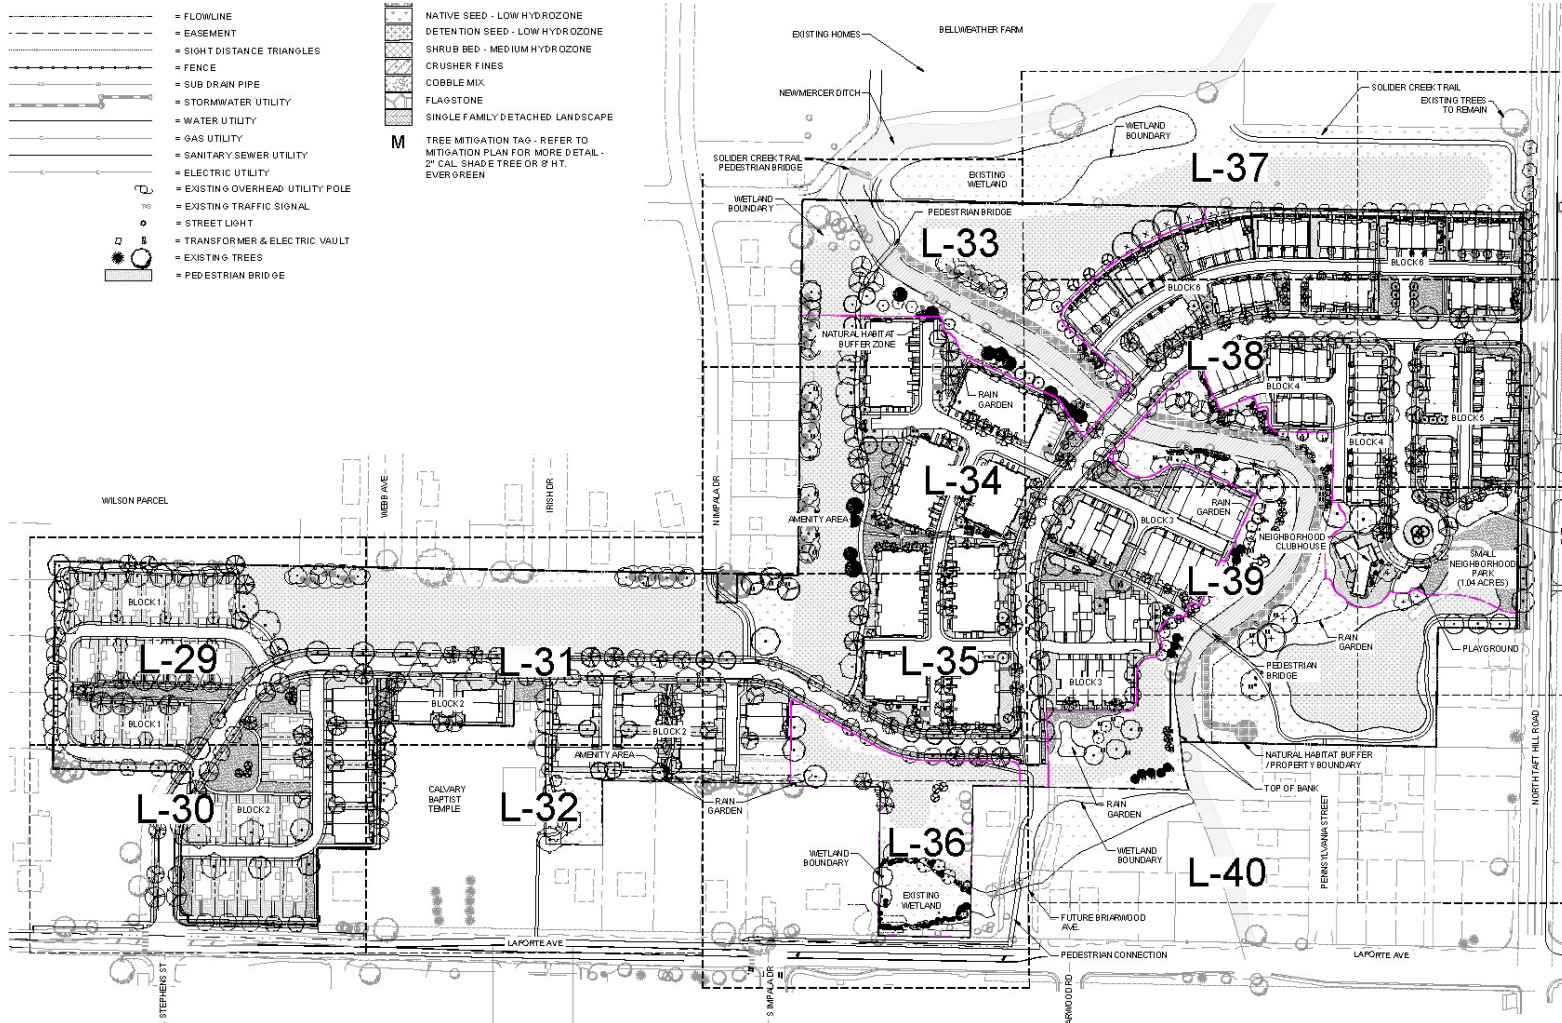 = FLOWLINE
= EASEMENT
= SIGHT DISTANCE TRIANGLES
= FENCE
= SUB DRAIN PIPE
= STORMWATER UTILITY
= WATER UTILITY
= GAS UTILITY
= SANITARY SEWER UTILITY
= ELECTRIC UTILITY
= EXISTING OVERHEAD UTILITY POLE
= EXISTING TRAFFIC SIGNAL
= STREET LIGHT
= TRANSFORMER & ELECTRIC VAULT
= EXISTING TREES
= PEDESTRIAN BRIDGE
NATIVE SEED - LOW HYDROZONE
DETENTION SEED - LOW HYDROZONE
SHRUB BED - MEDIUM HYDROZONE
CRUSHER FINES
COBBLE MIX
FLAGSTONE
SINGLE FAMILY DETACHED LANDSCAPE
M
TREE MITIGATION TAG - REFER TO
MITIGATION PLAN FOR MORE DETAIL -
2" CAL SHADE TREE OR 8' HT.
EVERGREEN
EXISTING HOMES
BELLWEATHER FARM
NEW MERCER DITCH
SOLIDER CREEK TRAIL
EXISTING TREES
TO REMAIN
WETLAND
BOUNDARY
SOLIDER CREEK TRAIL
PEDESTRIAN BRIDGE
EXISTING
WETLAND
L-37
WETLAND
BOUNDARY
PEDESTRIAN BRIDGE
L-33
BLOCK 6
BLOCK 6
NATURAL HABITAT
BUFFER ZONE
L-38
BLOCK 4
RAIN
GARDEN
BLOCK 5
BLOCK 4
L-34
WILSON PARCEL
WEBB AVE
IRISH DR
N IMPALA DR
AMENITY AREA
BLOCK 3
RAIN
GARDEN
NEIGHBORHOOD
CLUBHOUSE
L-39
SMALL
NEIGHBORHOOD
PARK
(1.04 ACRES)
BLOCK 1
L-29
L-31
L-35
RAIN
GARDEN
PLAYGROUND
PEDESTRIAN
BRIDGE
BLOCK 3
BLOCK 1
BLOCK 2
BLOCK 2
AMENITY AREA
NATURAL HABITAT BUFFER
/ PROPERTY BOUNDARY
TOP OF BANK
NORTH TAFT HILL ROAD
L-30
BLOCK 2
CALVARY
BAPTIST
TEMPLE
L-32
RAIN
GARDEN
RAIN
GARDEN
PENNSYLVANIA STREET
L-36
WETLAND
BOUNDARY
WETLAND
BOUNDARY
L-40
EXISTING
WETLAND
FUTURE BRIARWOOD
AVE.
LAPORTE AVE
PEDESTRIAN CONNECTION
LAPORTE AVE
STEPHENS ST
S IMPALA DR
ARWOOD RD